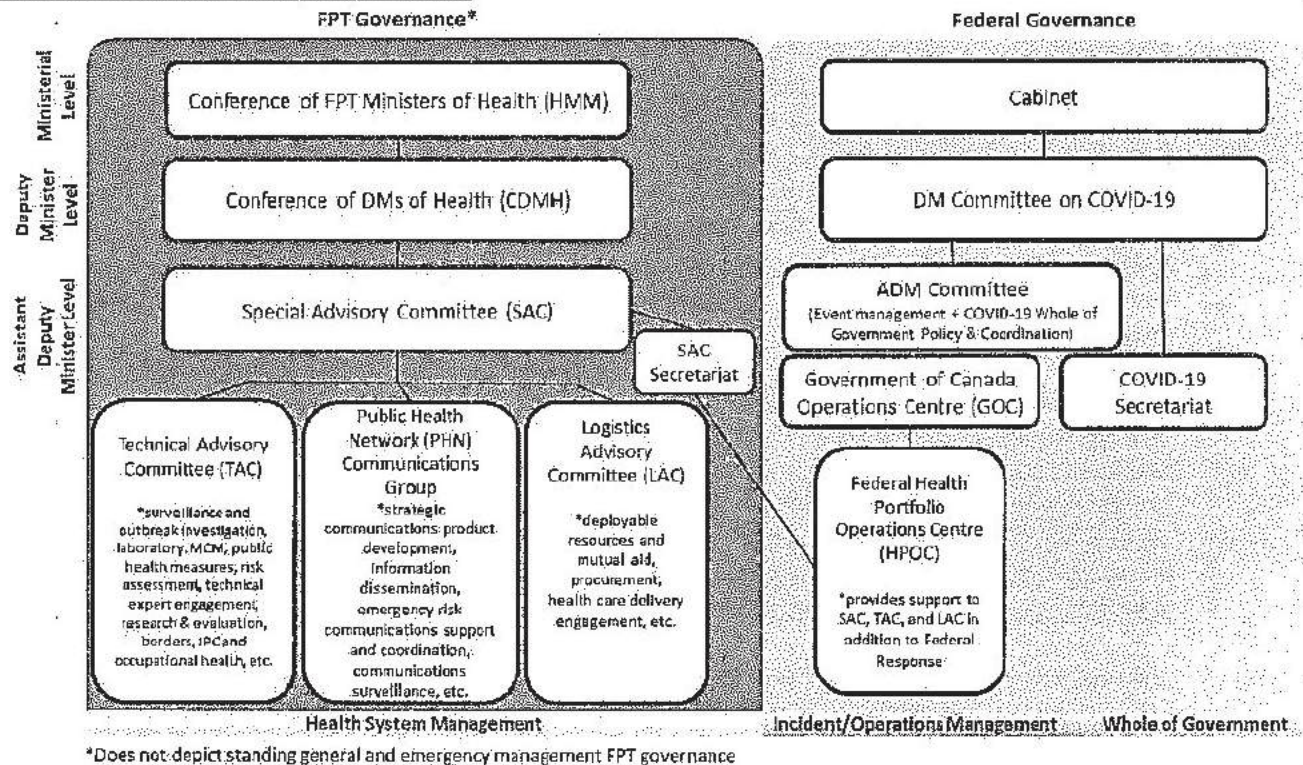 FPT Governance*
Federal Governance
Ministerial
Level
Conference of FPT Ministers of Health (HMM)
Cabinet
Deputy
Minister
Level
Conference of DMs of Health (CDMH)
DM Committee on COVID-19
Assistant
Deputy
Minister Level
Special Advisory Committee (SAC)
SAC
Secretariat
ADM Committee
(Event management + COVID-19 Whole of
Government Policy & Coordination)
Government of Canada
Operations Centre (GOC)
COVID-19
Secretariat
Technical Advisory
Committee (TAC)
*surveillance and
outbreak investigation,
laboratory, MCM, public
health measures, risk
assessment, technical
expert engagement,
research & evaluation,
borders, IPC and
occupational health, etc.
Public Health
Network (PHN)
Communications
Group
*strategic
communications product
development,
information
dissemination,
emergency risk
communications support
and coordination,
communications
surveillance, etc.
Logistics
Advisory
Committee (LAC)
*deployable
resources and
mutual aid,
procurement,
health care delivery
engagement, etc.
Federal Health
Portfolio
Operations Centre
(HPOC)
*provides support to
SAC, TAC, and LAC in
addition to Federal
Response
Health System Management
Incident/Operations Management
Whole of Government
*Does not depict standing general and emergency management FPT governance